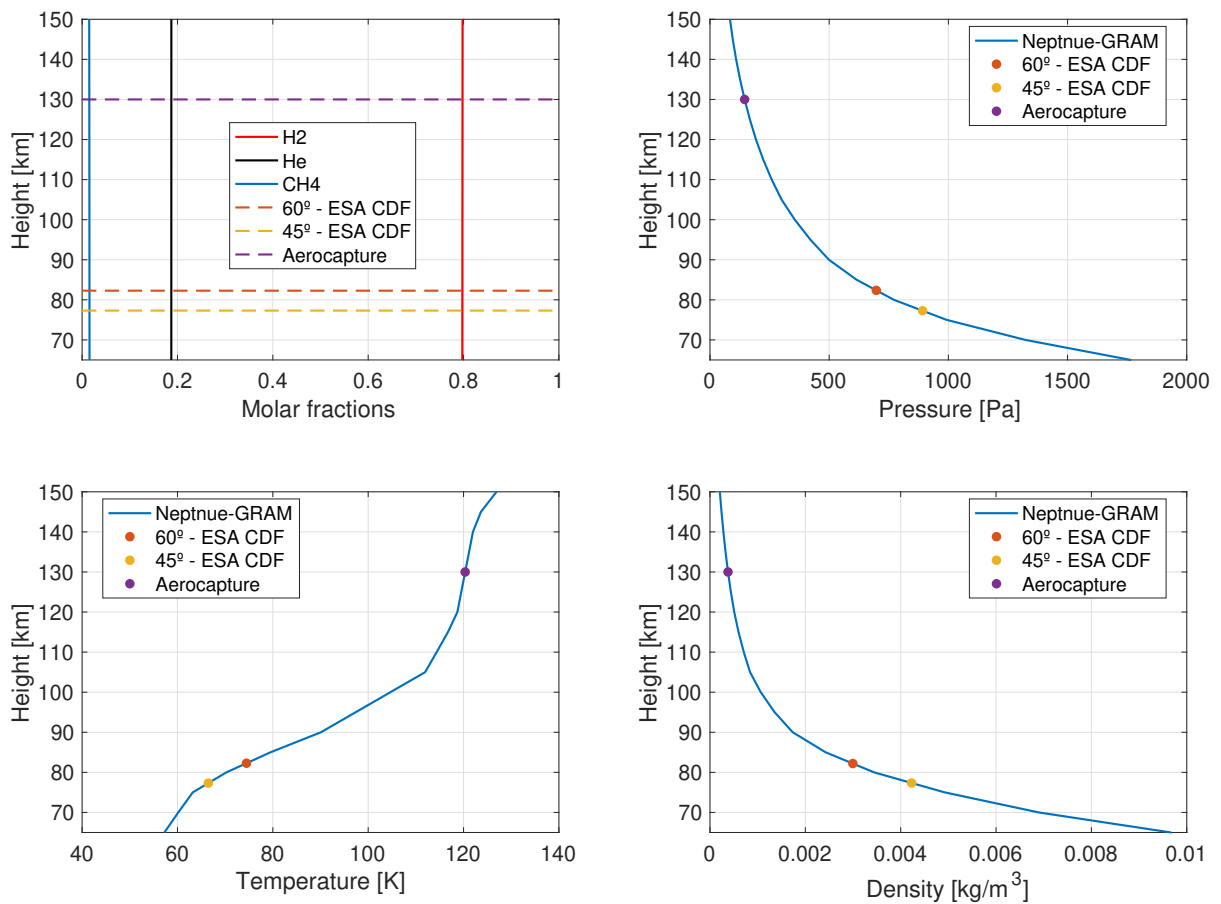 150
140
130
120
110
100
90
80
70
Height [km]
H2
He
CH4
60º - ESA CDF
45º - ESA CDF
Aerocapture
0
0.2
0.4
0.6
0.8
1
Molar fractions
150
140
130
120
110
100
90
80
70
Height [km]
Neptnue-GRAM
60º - ESA CDF
45º - ESA CDF
Aerocapture
0
500
1000
1500
2000
Pressure [Pa]
150
140
130
120
110
100
90
80
70
Height [km]
Neptnue-GRAM
60º - ESA CDF
45º - ESA CDF
Aerocapture
40
60
80
100
120
140
Temperature [K]
150
140
130
120
110
100
90
80
70
Height [km]
Neptnue-GRAM
60º - ESA CDF
45º - ESA CDF
Aerocapture
0
0.002
0.004
0.006
0.008
0.01
Density [kg/m³]